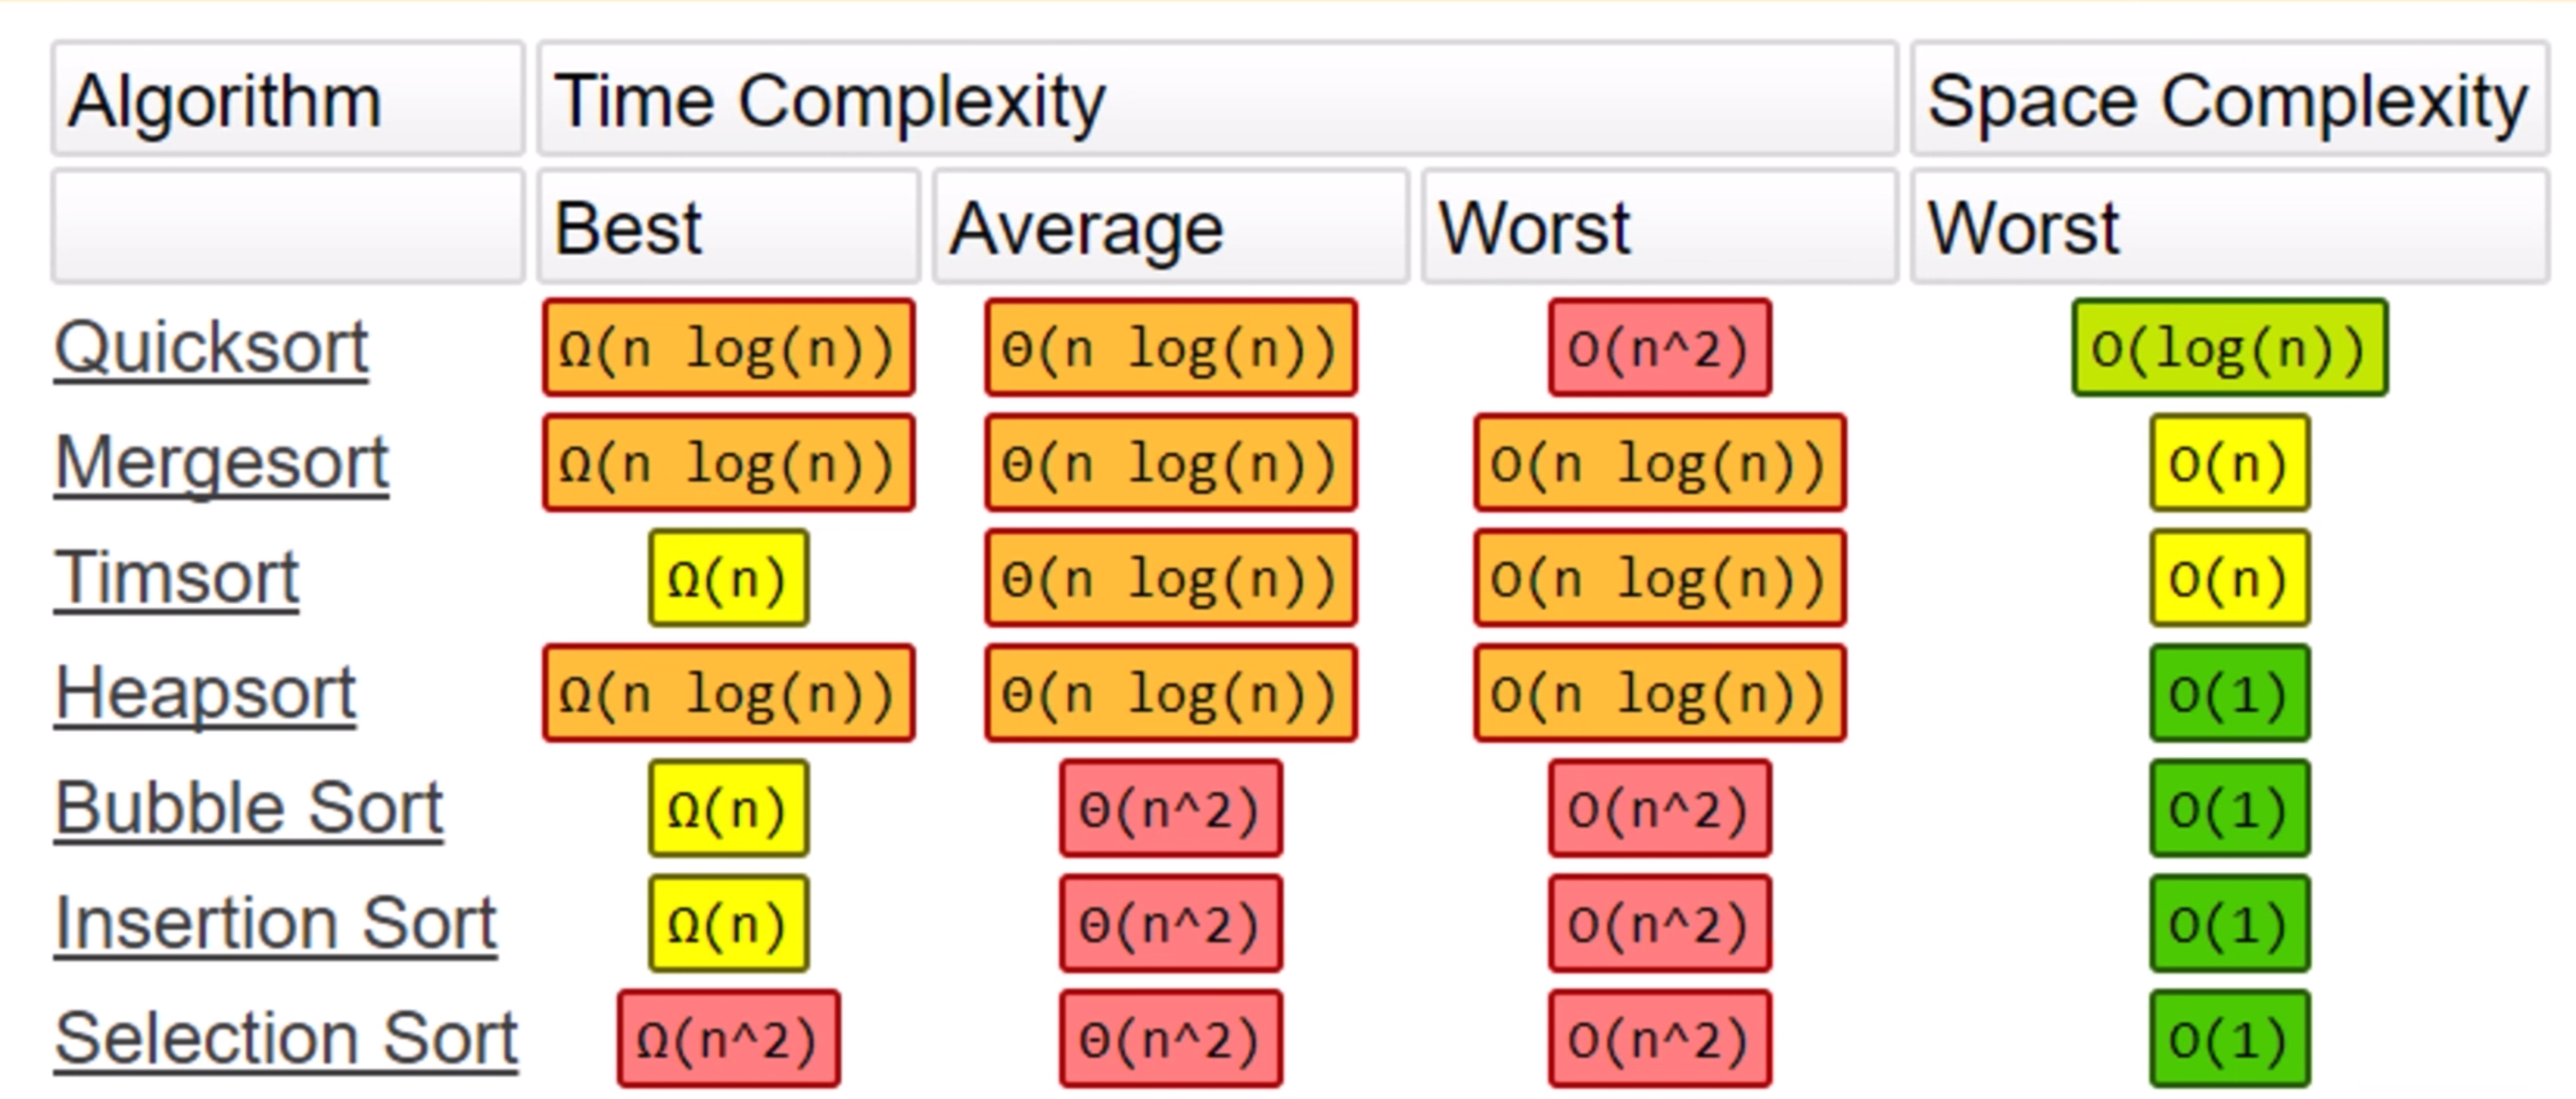 Algorithm Time Complexity Space Complexity
Best Average Worst Worst
Quicksort Ω(n log(n)) Θ(n log(n)) O(n^2) O(log(n))
Mergesort Ω(n log(n)) Θ(n log(n)) O(n log(n)) O(n)
Timsort Ω(n) Θ(n log(n)) O(n log(n)) O(n)
Heapsort Ω(n log(n)) Θ(n log(n)) O(n log(n)) O(1)
Bubble Sort Ω(n) Θ(n^2) O(n^2) O(1)
Insertion Sort Ω(n) Θ(n^2) O(n^2) O(1)
Selection Sort Ω(n^2) Θ(n^2) O(n^2) O(1)